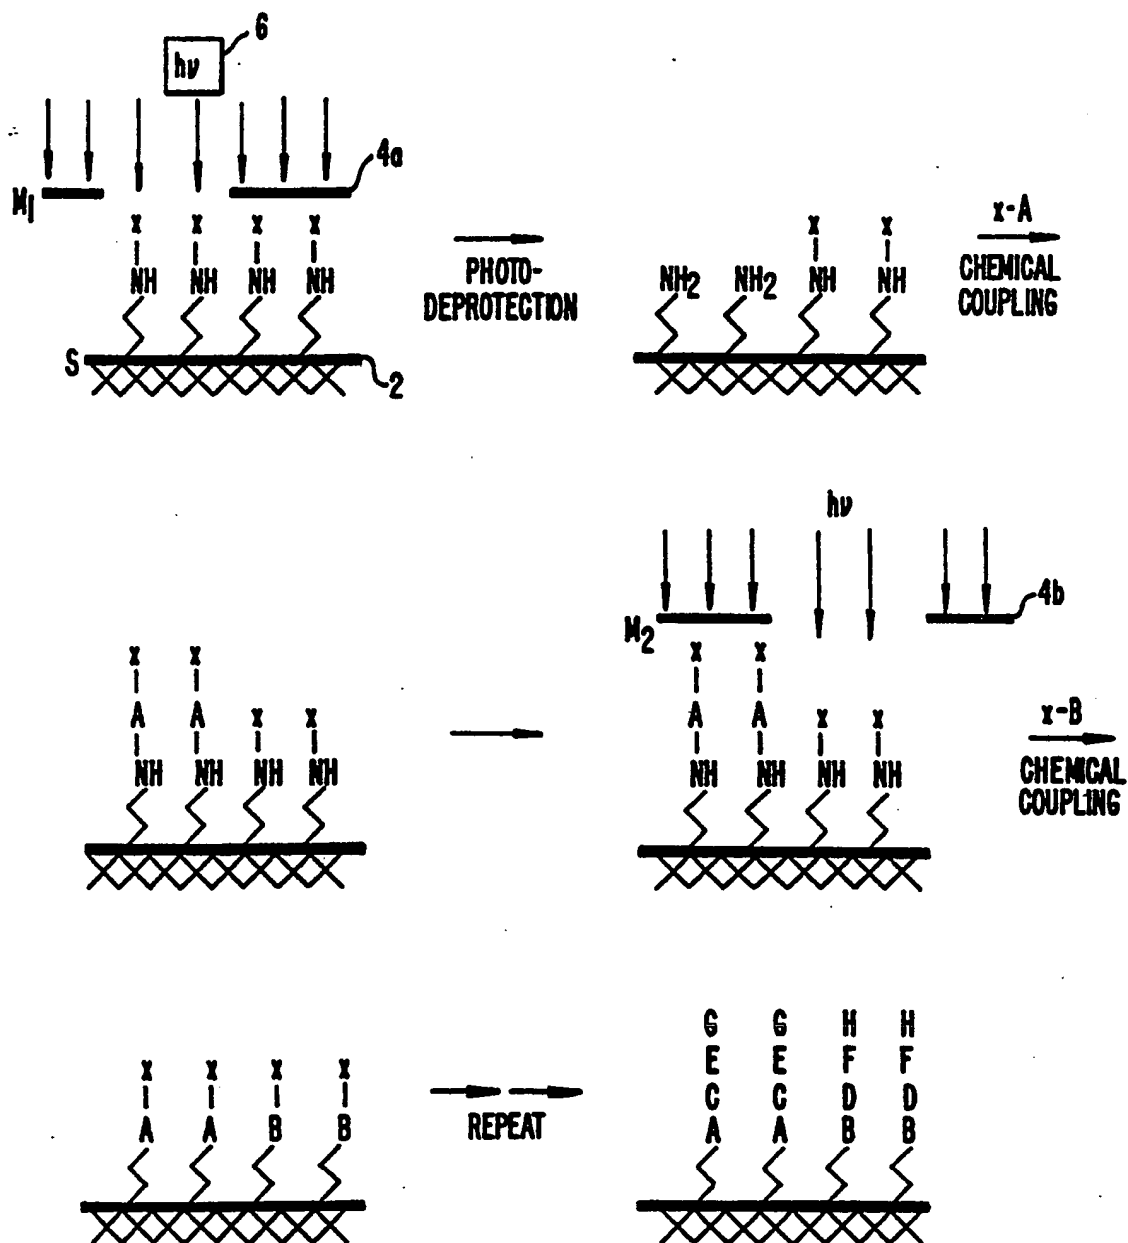 6
hν
4a
M1
x x x x
NH NH NH NH
S
2
PHOTO-
DEPROTECTION
x x
NH2 NH2 NH NH
x-A
CHEMICAL
COUPLING
x x
A A x x
NH NH NH NH
hν
4b
M2
x x
A A x x
NH NH NH NH
x-B
CHEMICAL
COUPLING
x x x x
A A B B
REPEAT
G G H H
E E F F
C C D D
A A B B